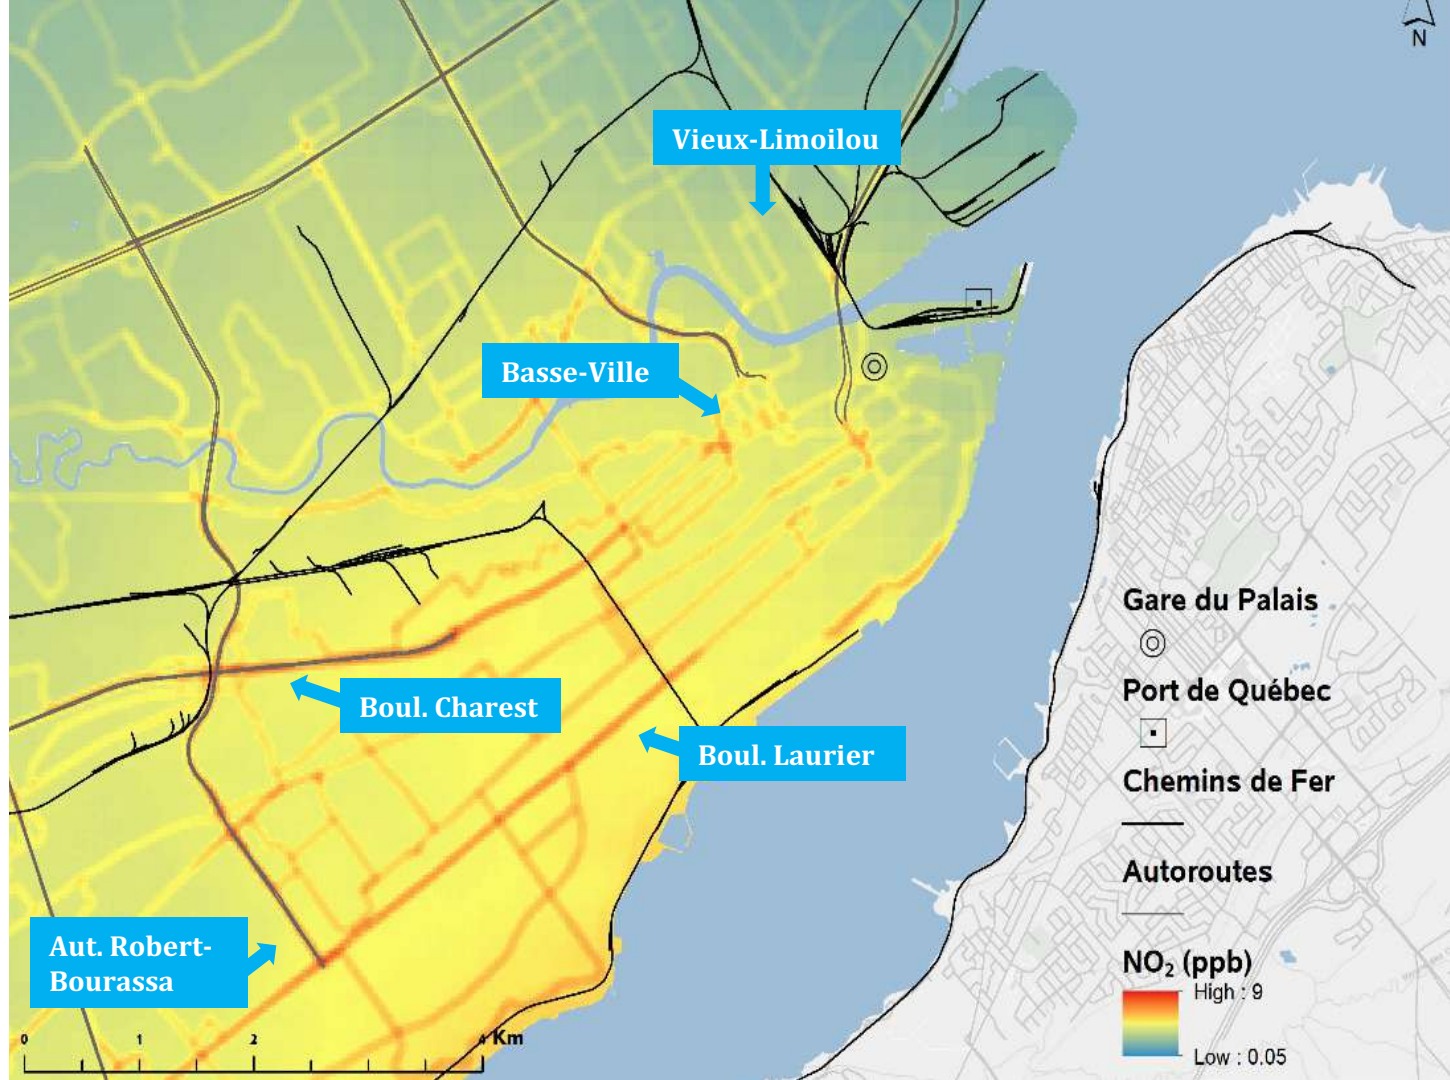 N
Vieux-Limoilou
Basse-Ville
Boul. Charest
Boul. Laurier
Aut. Robert-
Bourassa
Gare du Palais
Port de Québec
Chemins de Fer
Autoroutes
NO₂ (ppb)
High : 9
Low : 0.05
0 1 2 4 Km